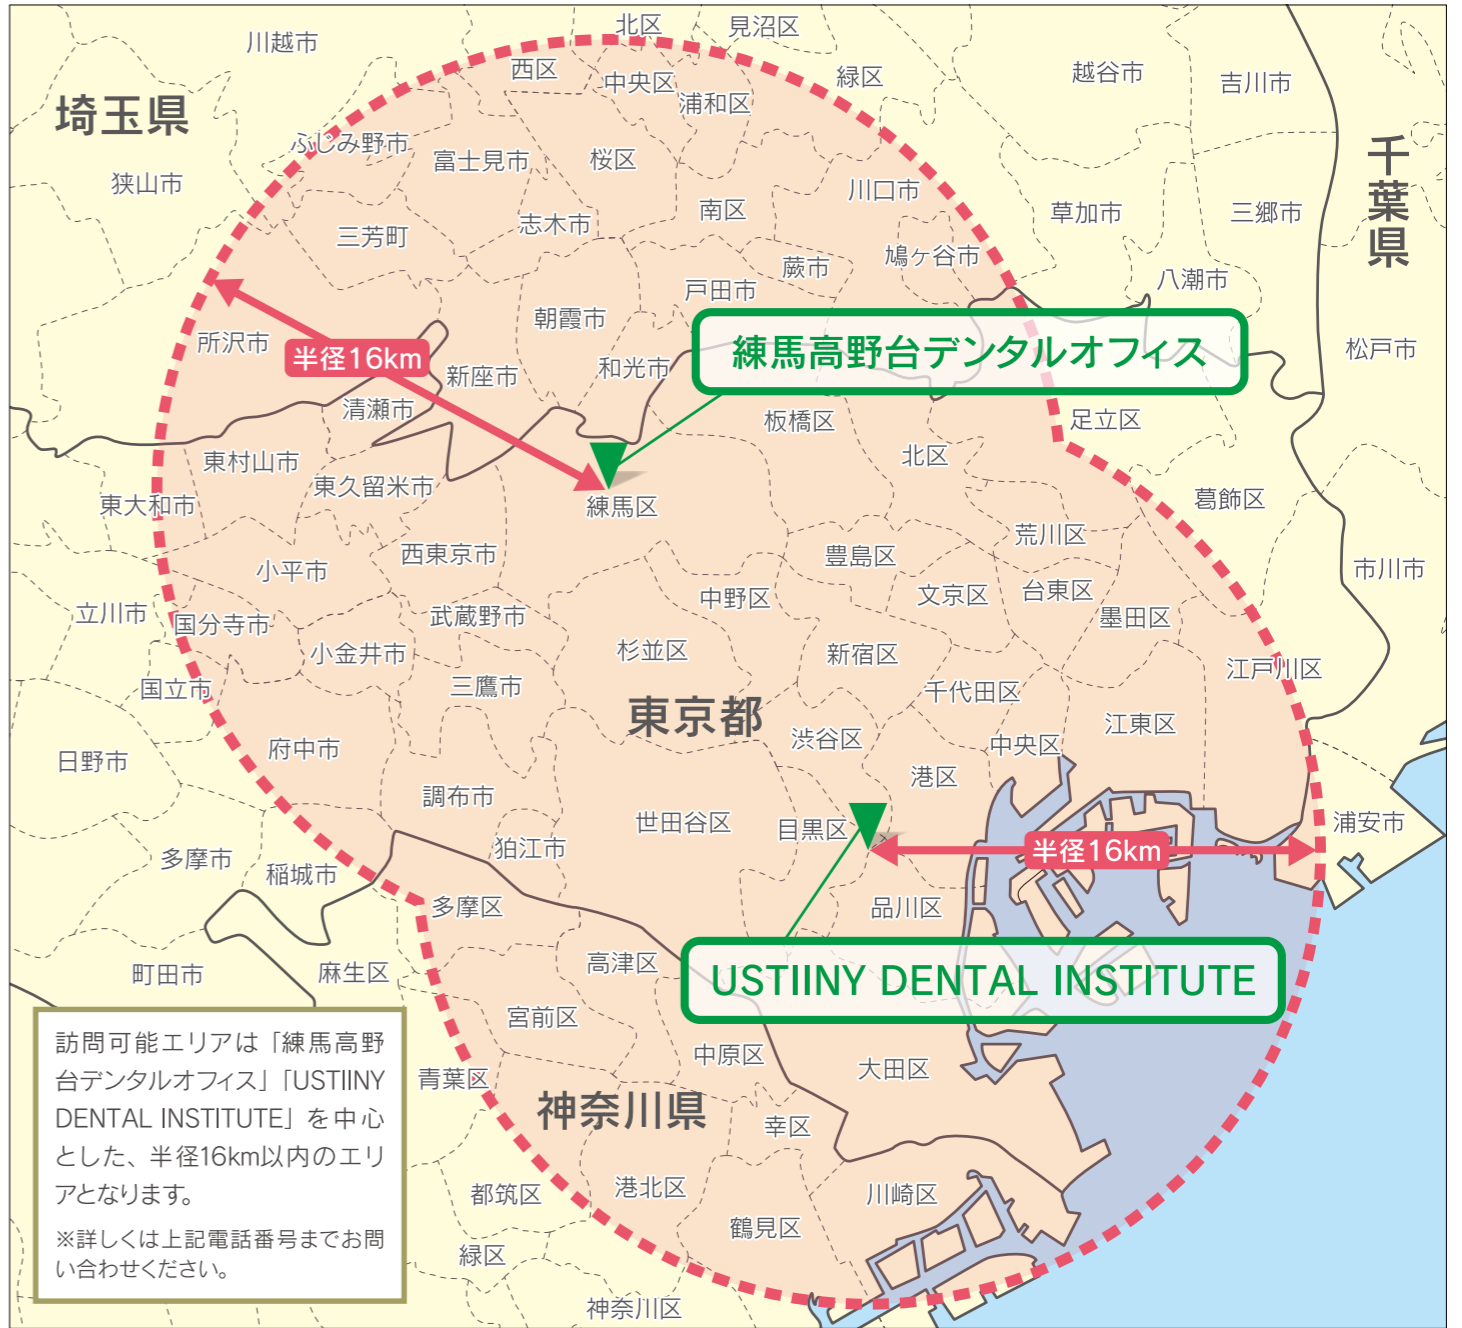 北区
見沼区
川越市
西区
中央区
緑区
越谷市
吉川市
浦和区
埼玉県
ふじみ野市
富士見市
桜区
千葉県
狭山市
川口市
南区
草加市
三郷市
志木市
三芳町
鳩ヶ谷市
蕨市
八潮市
戸田市
朝霞市
所沢市
半径16km
練馬高野台デンタルオフィス
松戸市
新座市
和光市
清瀬市
板橋区
足立区
東村山市
北区
東久留米市
東大和市
練馬区
葛飾区
荒川区
西東京市
豊島区
小平市
市川市
中野区
文京区
台東区
立川市
国分寺市
武蔵野市
墨田区
小金井市
杉並区
新宿区
江戸川区
国立市
三鷹市
千代田区
東京都
江東区
府中市
渋谷区
中央区
日野市
港区
調布市
世田谷区
目黒区
浦安市
狛江市
半径16km
多摩市
稲城市
多摩区
品川区
高津区
町田市
麻生区
USTIINY DENTAL INSTITUTE
宮前区
中原区
大田区
青葉区
神奈川県
幸区
都筑区
港北区
川崎区
鶴見区
緑区
神奈川区
訪問可能エリアは「練馬高野
台デンタルオフィス」「USTIINY
DENTAL INSTITUTE」を中心
とした、半径16km以内のエリ
アとなります。
※詳しくは上記電話番号までお問
い合わせください。